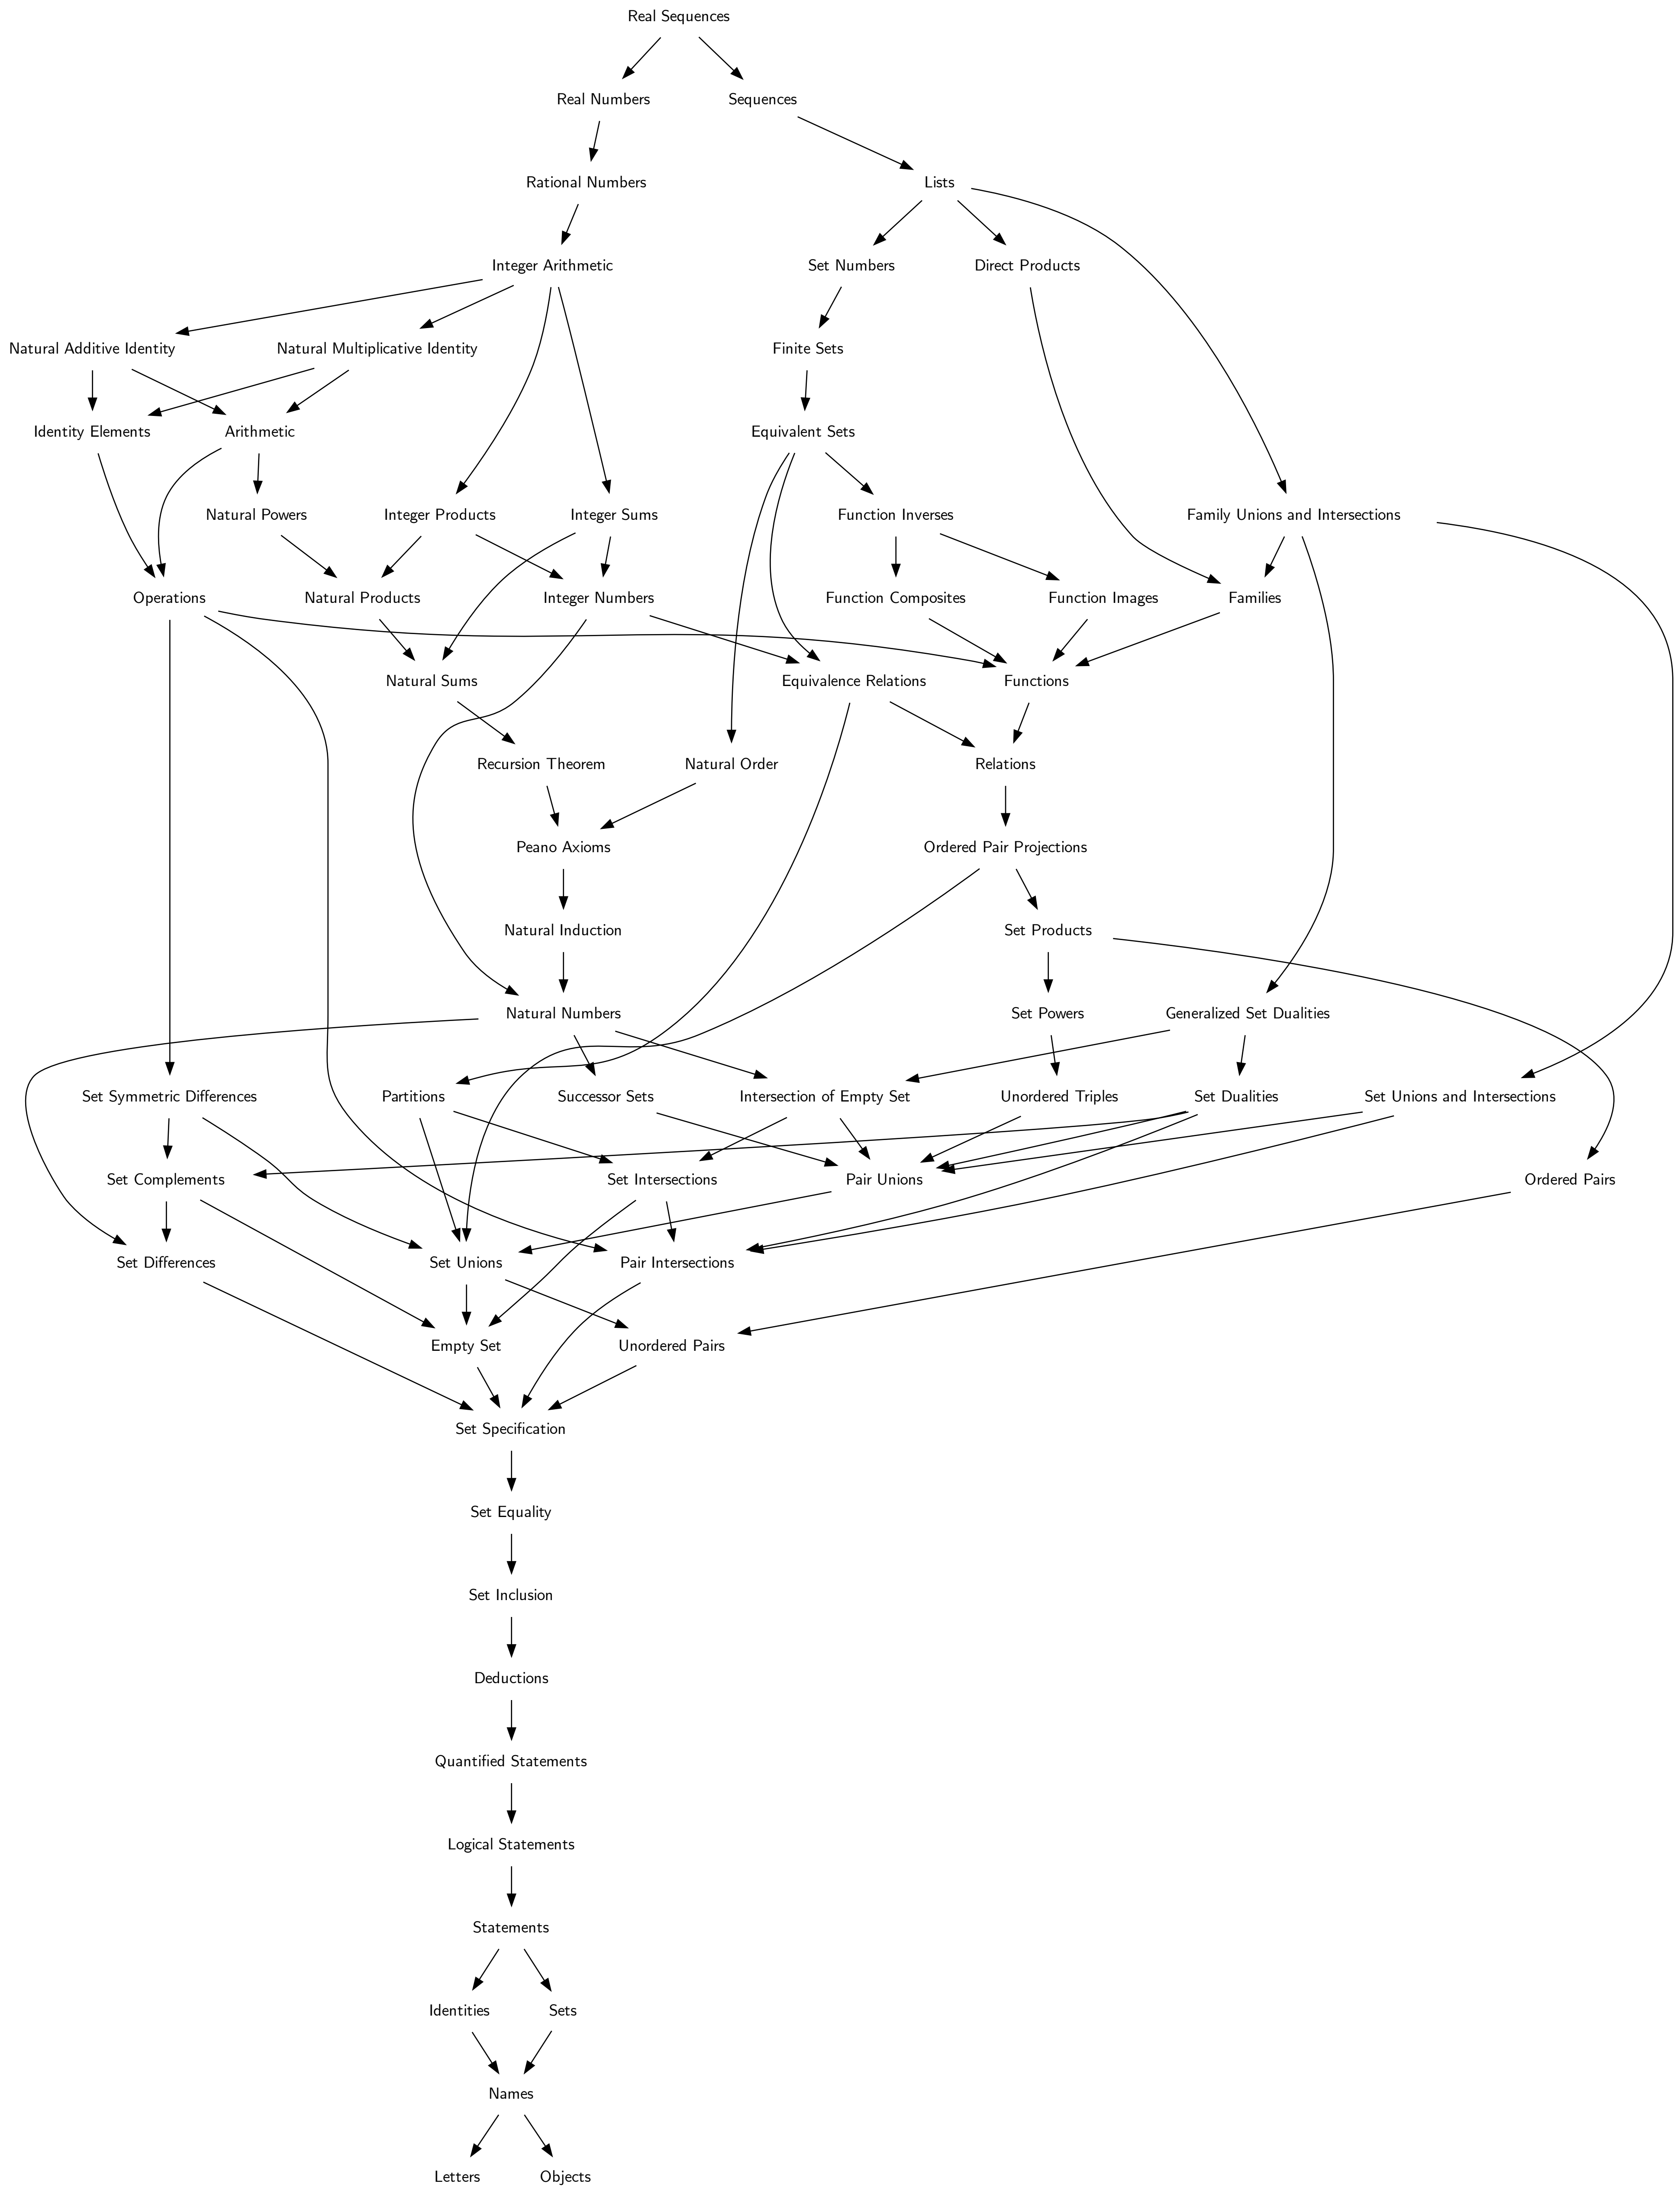 Real Sequences
Real Numbers
Sequences
Rational Numbers
Lists
Integer Arithmetic
Set Numbers
Direct Products
Natural Additive Identity
Natural Multiplicative Identity
Finite Sets
Identity Elements
Arithmetic
Equivalent Sets
Natural Powers
Integer Products
Integer Sums
Function Inverses
Family Unions and Intersections
Operations
Natural Products
Integer Numbers
Function Composites
Function Images
Families
Natural Sums
Equivalence Relations
Functions
Recursion Theorem
Natural Order
Relations
Peano Axioms
Ordered Pair Projections
Natural Induction
Set Products
Natural Numbers
Set Powers
Generalized Set Dualities
Set Symmetric Differences
Partitions
Successor Sets
Intersection of Empty Set
Unordered Triples
Set Dualities
Set Unions and Intersections
Set Complements
Set Intersections
Pair Unions
Ordered Pairs
Set Differences
Set Unions
Pair Intersections
Empty Set
Unordered Pairs
Set Specification
Set Equality
Set Inclusion
Deductions
Quantified Statements
Logical Statements
Statements
Identities
Sets
Names
Letters
Objects